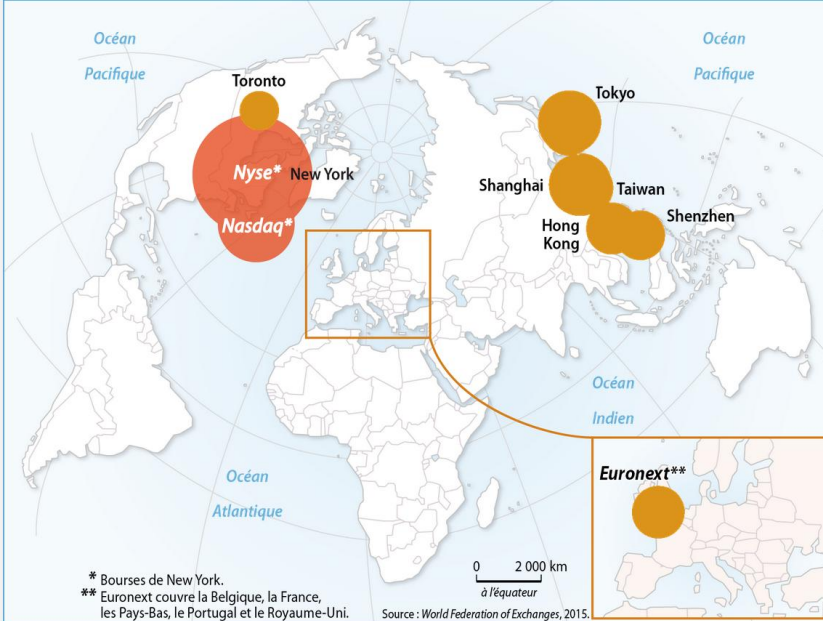 Océan
Pacifique
Océan
Pacifique
Toronto
Tokyo
Nyse* New York
Shanghai
Taiwan
Nasdaq*
Hong
Kong
Shenzhen
Océan
Indien
Océan
Atlantique
Euronext**
* Bourses de New York.
** Euronext couvre la Belgique, la France,
les Pays-Bas, le Portugal et le Royaume-Uni.
0 2 000 km
à l'équateur
Source : World Federation of Exchanges, 2015.